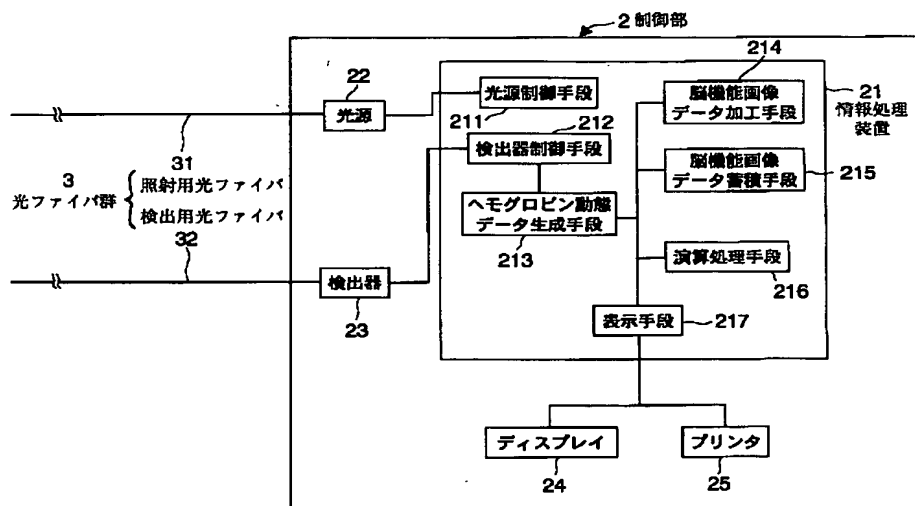 2 制御部
22
光源
光源制御手段
211
212
検出器制御手段
214
脳機能画像
データ加工手段
21
情報処理
装置
31
3
光ファイバ群
照射用光ファイバ
検出用光ファイバ
32
ヘモグロビン動態
データ生成手段
213
脳機能画像
データ蓄積手段
215
演算処理手段
216
検出器
23
表示手段
217
ディスプレイ
24
プリンタ
25